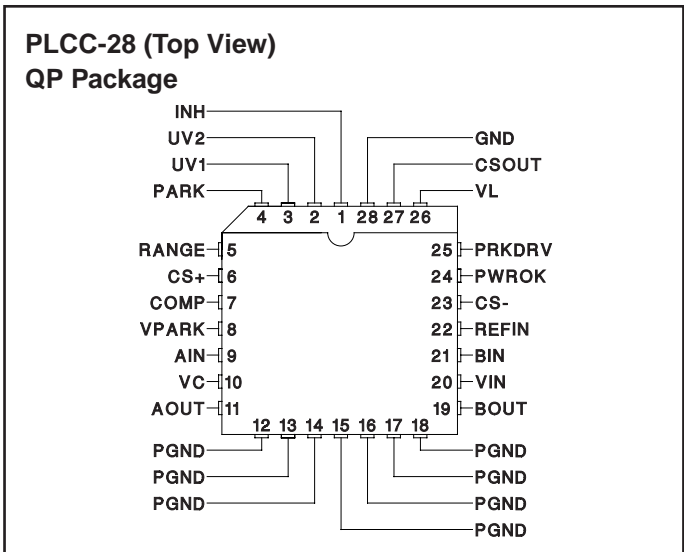 PLCC-28 (Top View)
QP Package
INH
UV2 GND
UV1 CSOUT
PARK VL
4 3 2 1 28 27 26
RANGE 5 25 PRKDRV
CS+ 6 24 PWROK
COMP 7 23 CS-
VPARK 8 22 REFIN
AIN 9 21 BIN
VC 10 20 VIN
AOUT 11 19 BOUT
12 13 14 15 16 17 18
PGND PGND
PGND PGND
PGND PGND
PGND